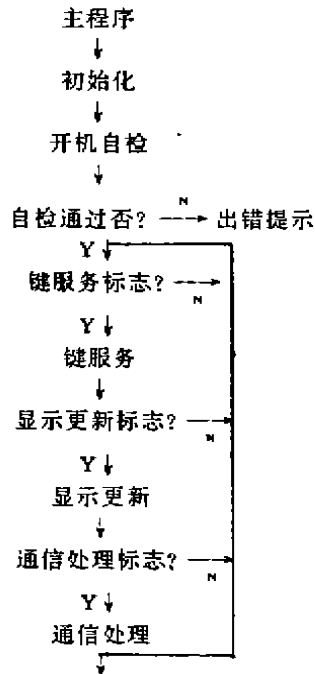 主程序
初始化
开机自检
N
自检通过否? 出错提示
Y
键服务标志?
N
Y
键服务
显示更新标志?
N
Y
显示更新
通信处理标志?
N
Y
通信处理